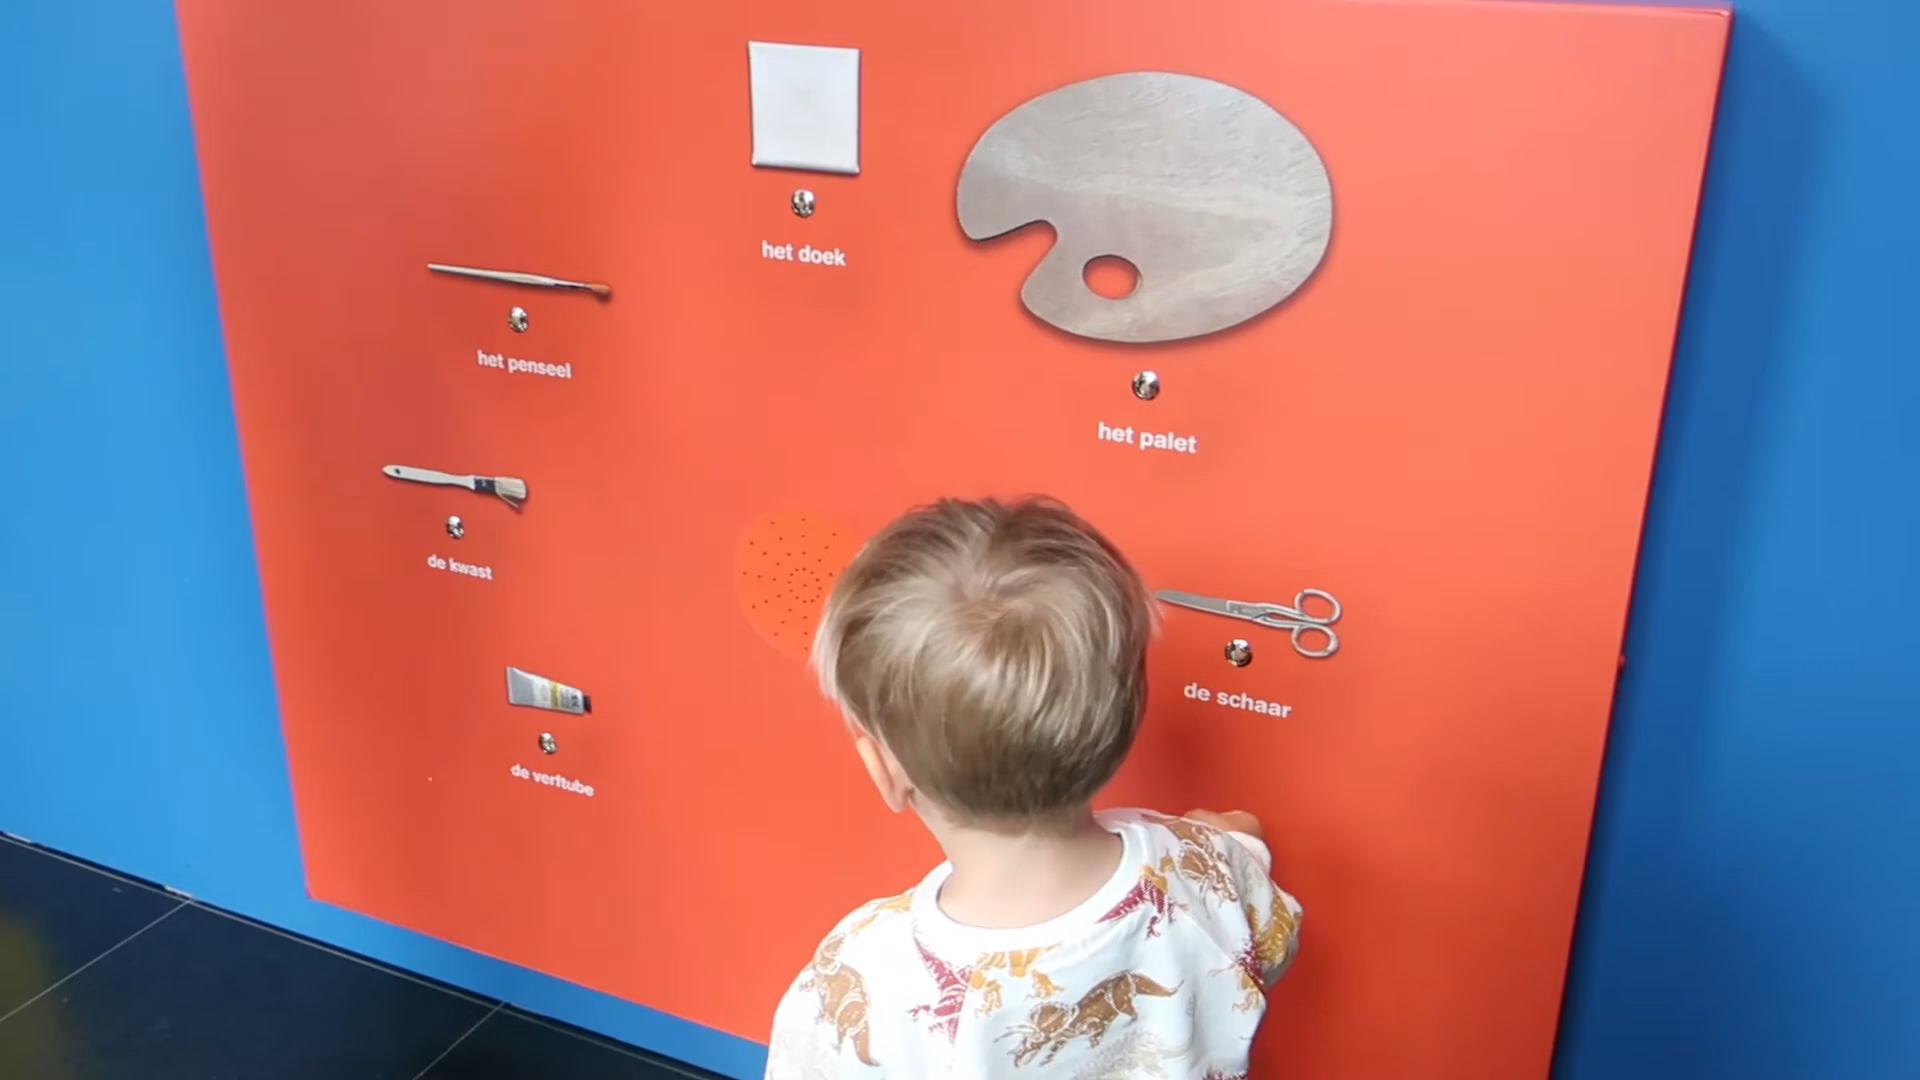 het doek
het penseel
het palet
de kwast
de schaar
de verftube